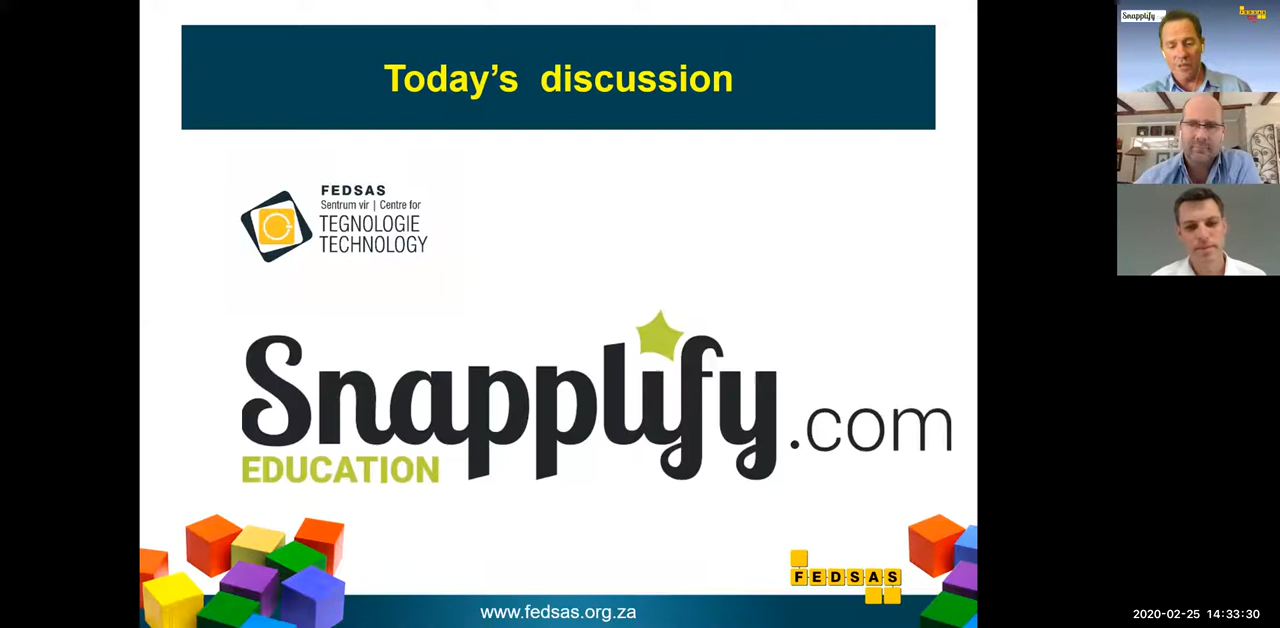 Today's discussion
FEDSAS
Sentrum vir | Centre for
TEGNOLOGIE
TECHNOLOGY
Snapplify.com
EDUCATION
FEDSAS
www.fedsas.org.za
Snapplify
FEDSAS
2020-02-25 14:33:30